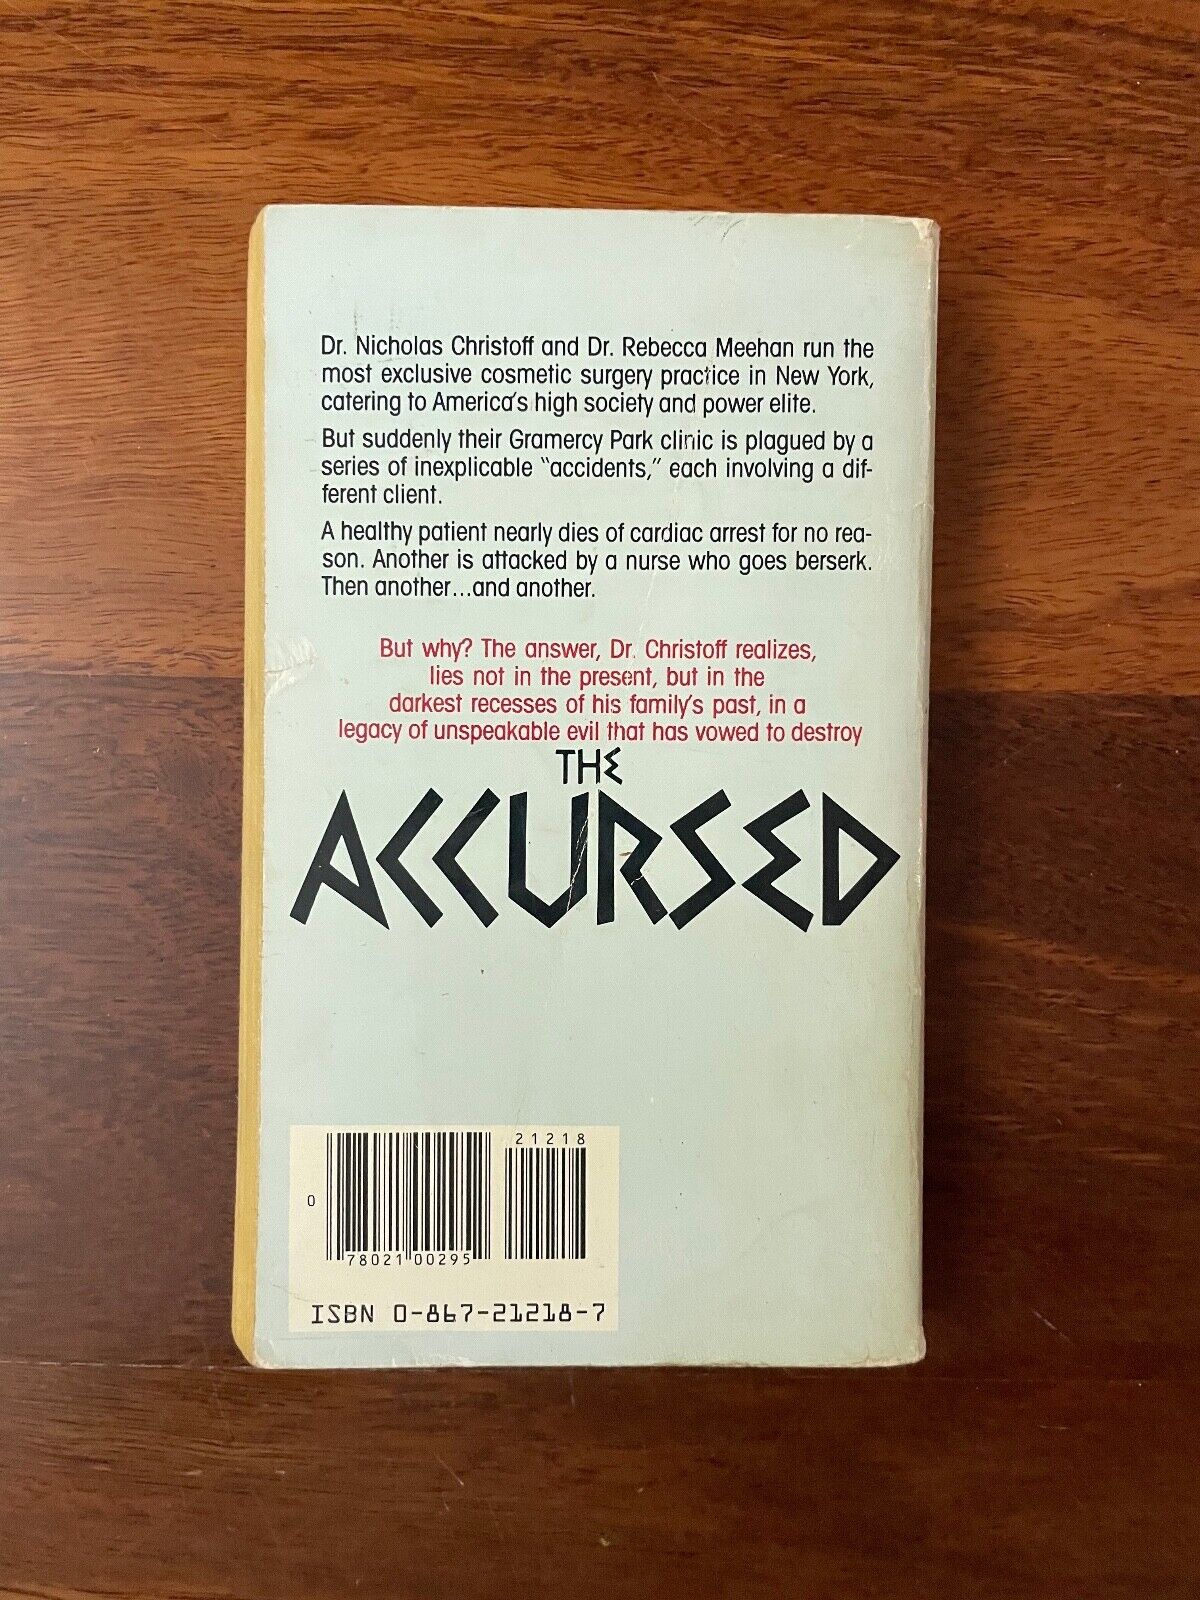 Dr. Nicholas Christoff and Dr. Rebecca Meehan run the
most exclusive cosmetic surgery practice in New York,
catering to America's high society and power elite.
But suddenly their Gramercy Park clinic is plagued by a
series of inexplicable "accidents," each involving a dif-
ferent client.
A healthy patient nearly dies of cardiac arrest for no rea-
son. Another is attacked by a nurse who goes berserk.
Then another...and another.
But why? The answer, Dr. Christoff realizes,
lies not in the present, but in the
darkest recesses of his family's past, in a
legacy of unspeakable evil that has vowed to destroy
THE
ACCURSED
21218
0
78021 00295
ISBN 0-867-21218-7